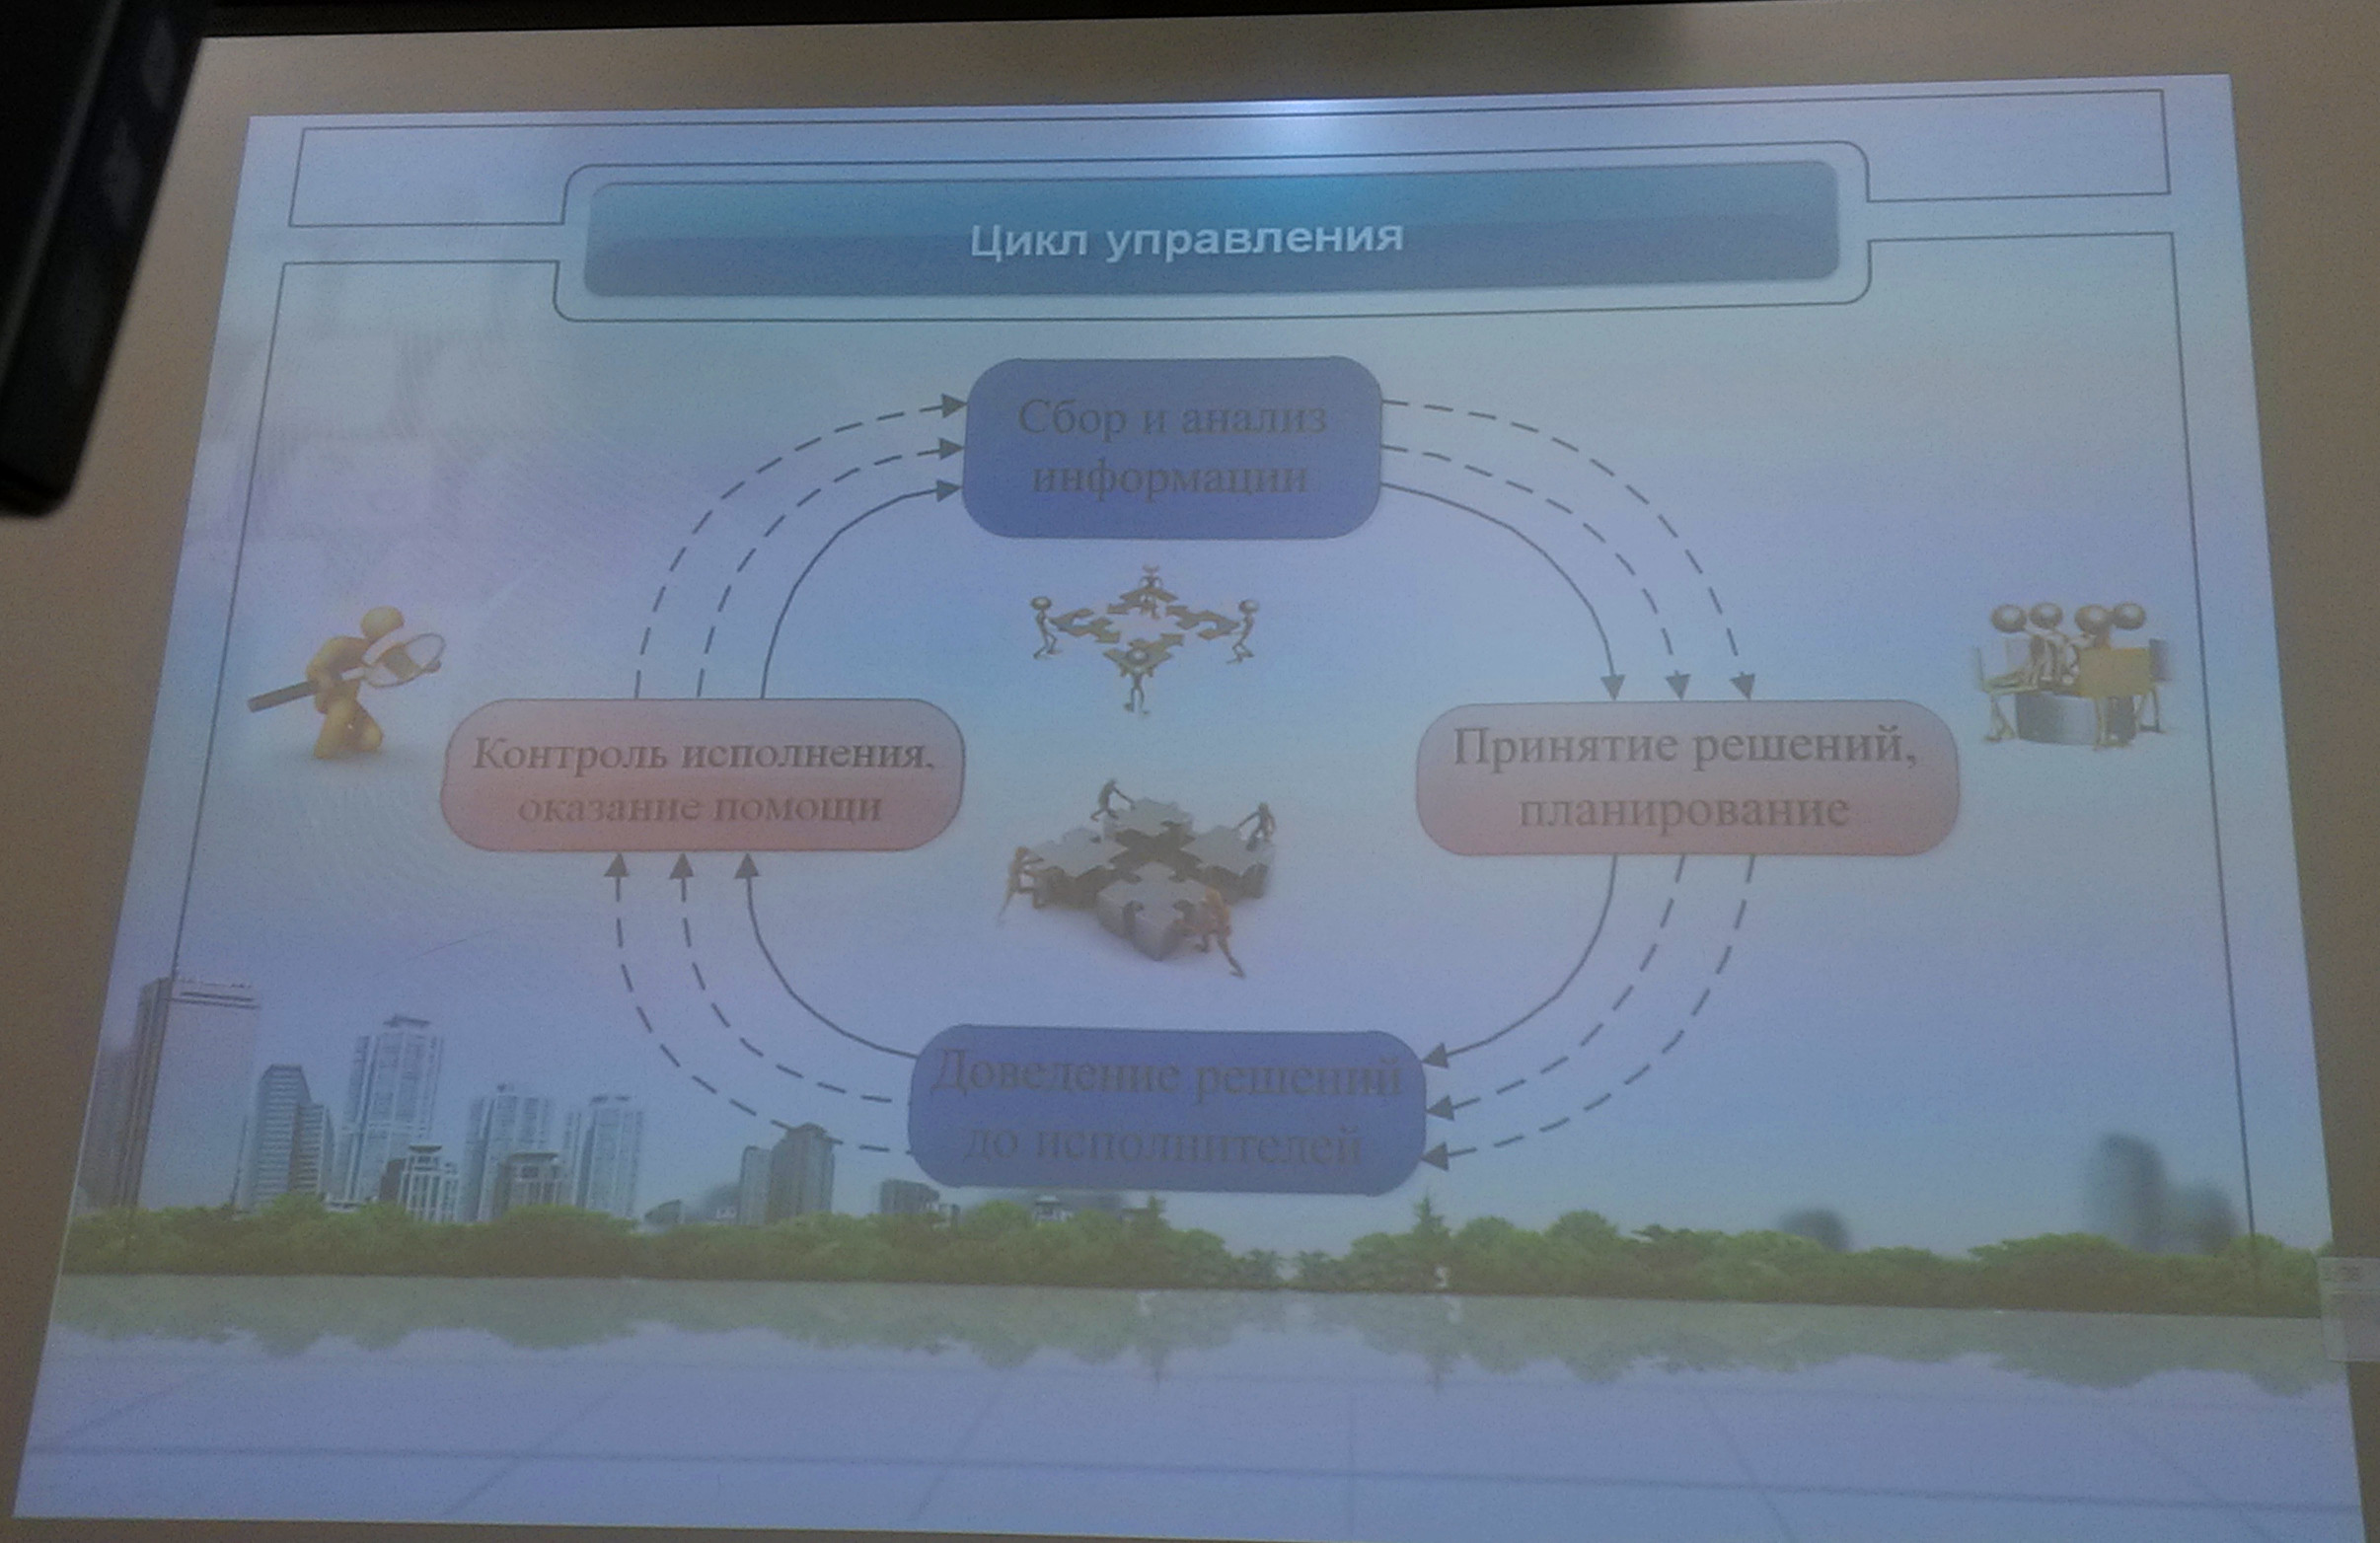 Цикл управления
Сбор и анализ
информации
Контроль исполнения,
оказание помощи
Принятие решений,
планирование
Доведение решений
до исполнителей